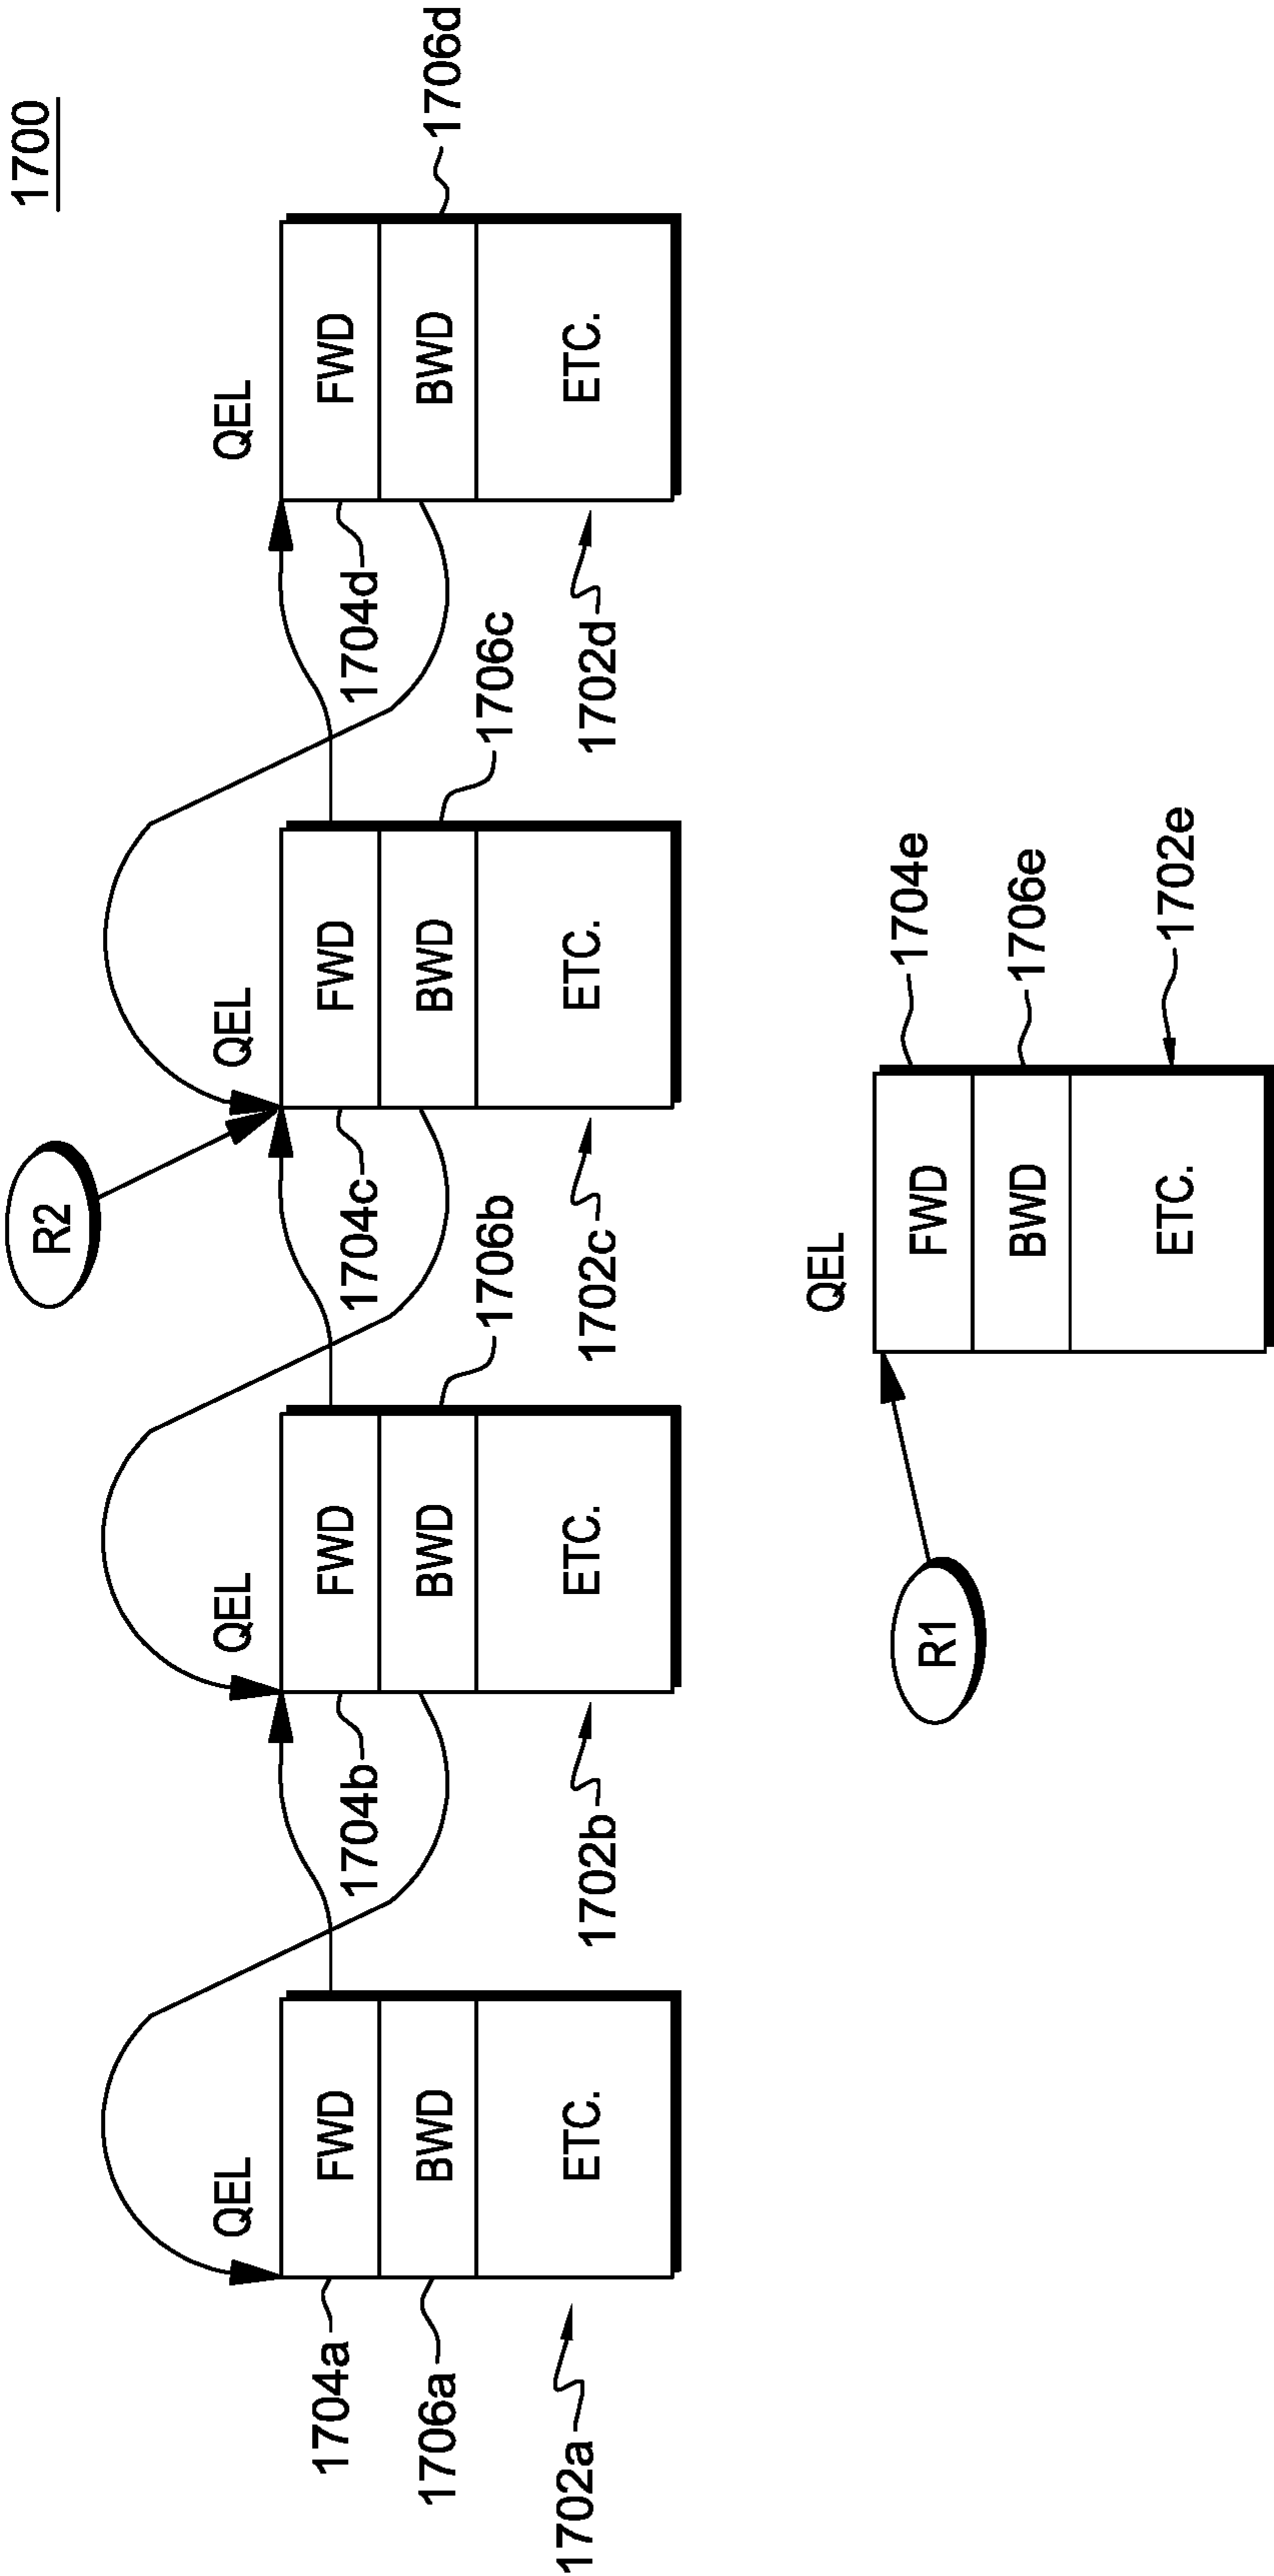 1700
R2
QEL
QEL
QEL
QEL
1704a
FWD
FWD
FWD
FWD
1704b
1704c
1704d
1706a
BWD
BWD
BWD
BWD
1706b
1706c
1706d
1702a
ETC.
ETC.
ETC.
ETC.
1702b
1702c
1702d
R1
QEL
FWD
1704e
BWD
1706e
ETC.
1702e